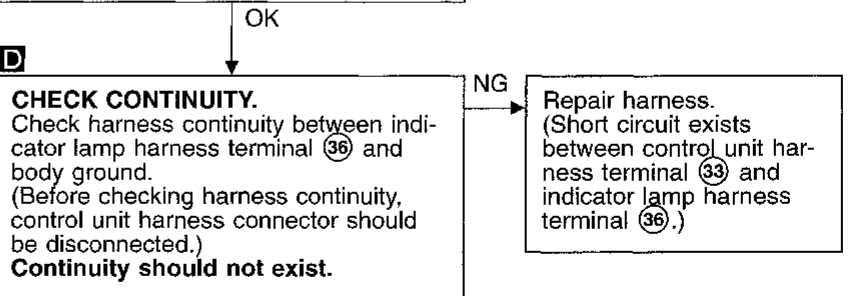 OK
D
CHECK CONTINUITY.
Check harness continuity between indi-
cator lamp harness terminal 36 and
body ground.
(Before checking harness continuity,
control unit harness connector should
be disconnected.)
Continuity should not exist.
NG
Repair harness.
(Short circuit exists
between control unit har-
ness terminal 33 and
indicator lamp harness
terminal 36.)